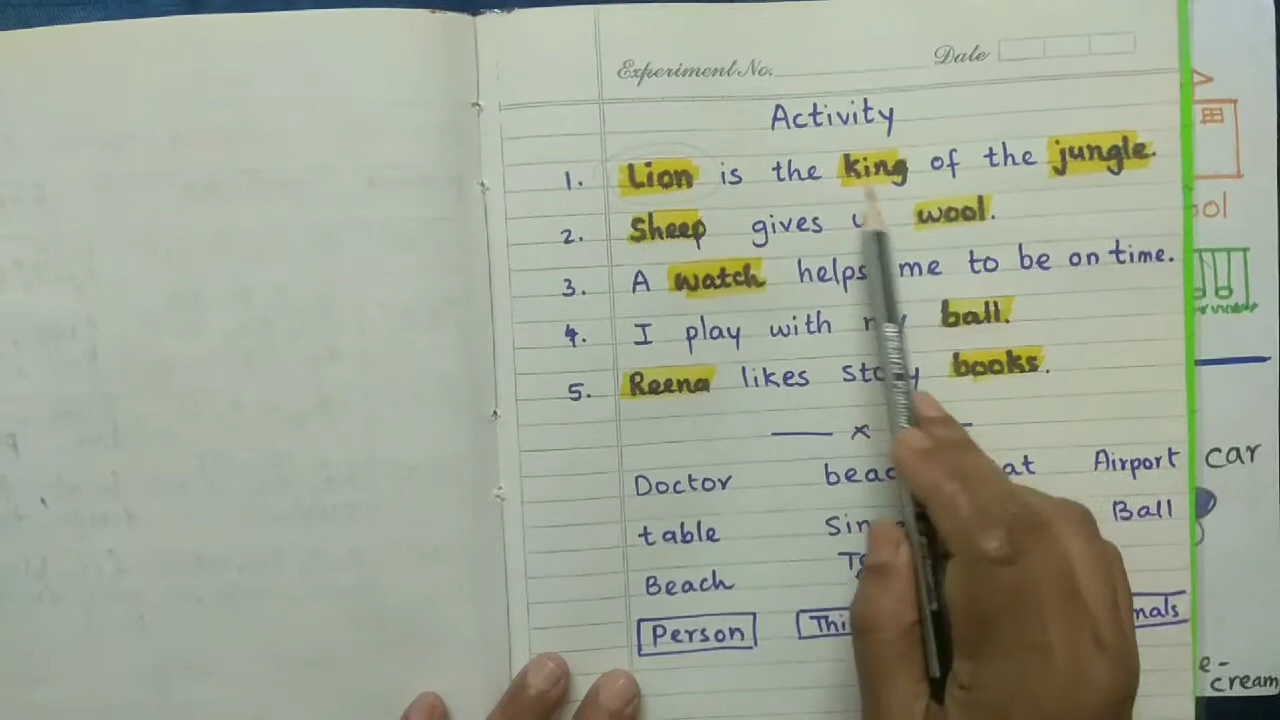 Experiment No.
Date
Activity
1. Lion is the king of the jungle.
2. Sheep gives wool.
3. A watch helps me to be on time.
4. I play with my ball.
5. Reena likes story books.
x
Doctor Airport
table Ball
Beach
Person
car